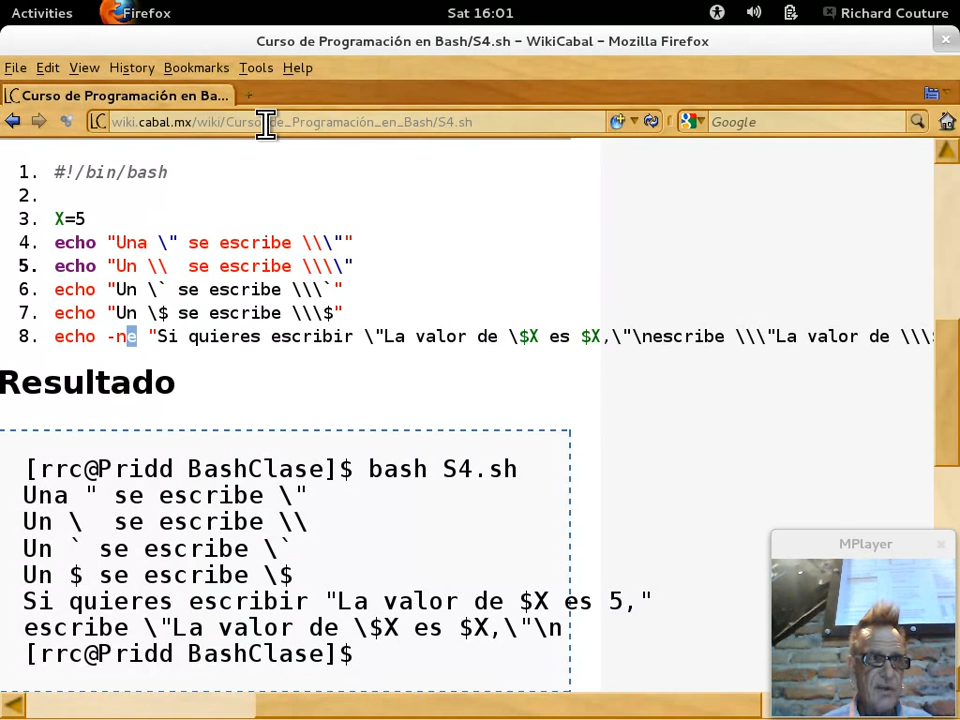 Activities Firefox Sat 16:01 Richard Couture
Curso de Programación en Bash/S4.sh - WikiCabal - Mozilla Firefox
File Edit View History Bookmarks Tools Help
Curso de Programación en Ba...
wiki.cabal.mx/wiki/Curso_de_Programación_en_Bash/S4.sh Google
1. #!/bin/bash
2.
3. X=5
4. echo "Una \" se escribe \\\""
5. echo "Un \\  se escribe \\\\"
6. echo "Un \` se escribe \\\`"
7. echo "Un \$ se escribe \\\$"
8. echo -ne "Si quieres escribir \"La valor de \$X es $X,\"\nescribe \\\"La valor de \\\$
Resultado
[rrc@Pridd BashClase]$ bash S4.sh
Una " se escribe \"
Un \  se escribe \\
Un ` se escribe \`
Un $ se escribe \$
Si quieres escribir "La valor de $X es 5,"
escribe \"La valor de \$X es $X,\"\n
[rrc@Pridd BashClase]$
MPlayer